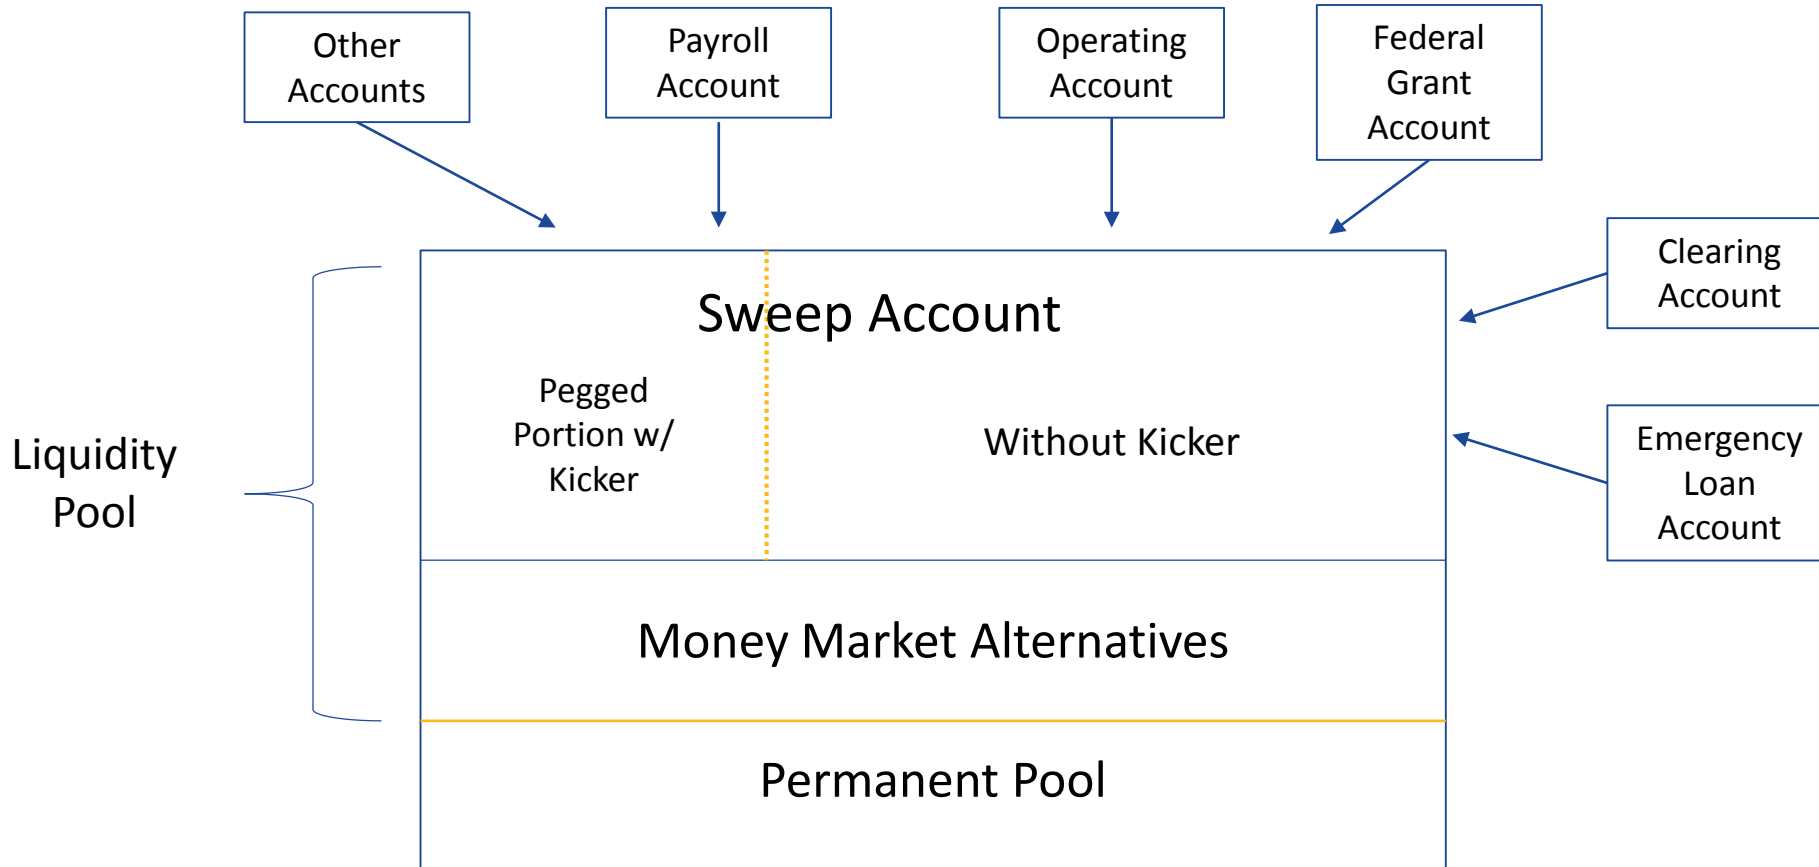 Other
Accounts
Payroll
Account
Operating
Account
Federal
Grant
Account
Clearing
Account
Sweep Account
Pegged
Portion w/
Kicker
Without Kicker
Emergency
Loan
Account
Liquidity
Pool
Money Market Alternatives
Permanent Pool